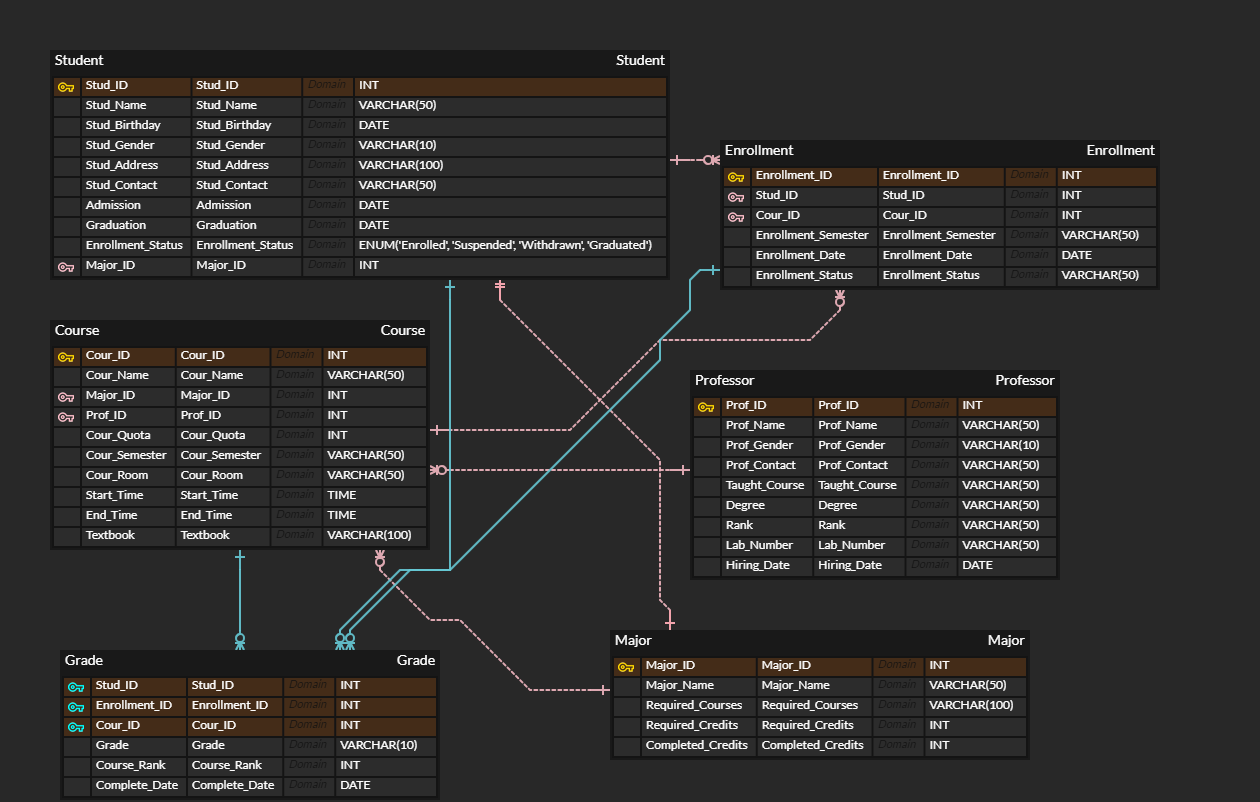 Student Student
Stud_ID Stud_ID Domain INT
Stud_Name Stud_Name Domain VARCHAR(50)
Stud_Birthday Stud_Birthday Domain DATE
Stud_Gender Stud_Gender Domain VARCHAR(10)
Stud_Address Stud_Address Domain VARCHAR(100)
Stud_Contact Stud_Contact Domain VARCHAR(50)
Admission Admission Domain DATE
Graduation Graduation Domain DATE
Enrollment_Status Enrollment_Status Domain ENUM('Enrolled', 'Suspended', 'Withdrawn', 'Graduated')
Major_ID Major_ID Domain INT
Enrollment Enrollment
Enrollment_ID Enrollment_ID Domain INT
Stud_ID Stud_ID Domain INT
Cour_ID Cour_ID Domain INT
Enrollment_Semester Enrollment_Semester Domain VARCHAR(50)
Enrollment_Date Enrollment_Date Domain DATE
Enrollment_Status Enrollment_Status Domain VARCHAR(50)
Course Course
Cour_ID Cour_ID Domain INT
Cour_Name Cour_Name Domain VARCHAR(50)
Major_ID Major_ID Domain INT
Prof_ID Prof_ID Domain INT
Cour_Quota Cour_Quota Domain INT
Cour_Semester Cour_Semester Domain VARCHAR(50)
Cour_Room Cour_Room Domain VARCHAR(50)
Start_Time Start_Time Domain TIME
End_Time End_Time Domain TIME
Textbook Textbook Domain VARCHAR(100)
Professor Professor
Prof_ID Prof_ID Domain INT
Prof_Name Prof_Name Domain VARCHAR(50)
Prof_Gender Prof_Gender Domain VARCHAR(10)
Prof_Contact Prof_Contact Domain VARCHAR(50)
Taught_Course Taught_Course Domain VARCHAR(50)
Degree Degree Domain VARCHAR(50)
Rank Rank Domain VARCHAR(50)
Lab_Number Lab_Number Domain VARCHAR(50)
Hiring_Date Hiring_Date Domain DATE
Grade Grade
Stud_ID Stud_ID Domain INT
Enrollment_ID Enrollment_ID Domain INT
Cour_ID Cour_ID Domain INT
Grade Grade Domain VARCHAR(10)
Course_Rank Course_Rank Domain INT
Complete_Date Complete_Date Domain DATE
Major Major
Major_ID Major_ID Domain INT
Major_Name Major_Name Domain VARCHAR(50)
Required_Courses Required_Courses Domain VARCHAR(100)
Required_Credits Required_Credits Domain INT
Completed_Credits Completed_Credits Domain INT